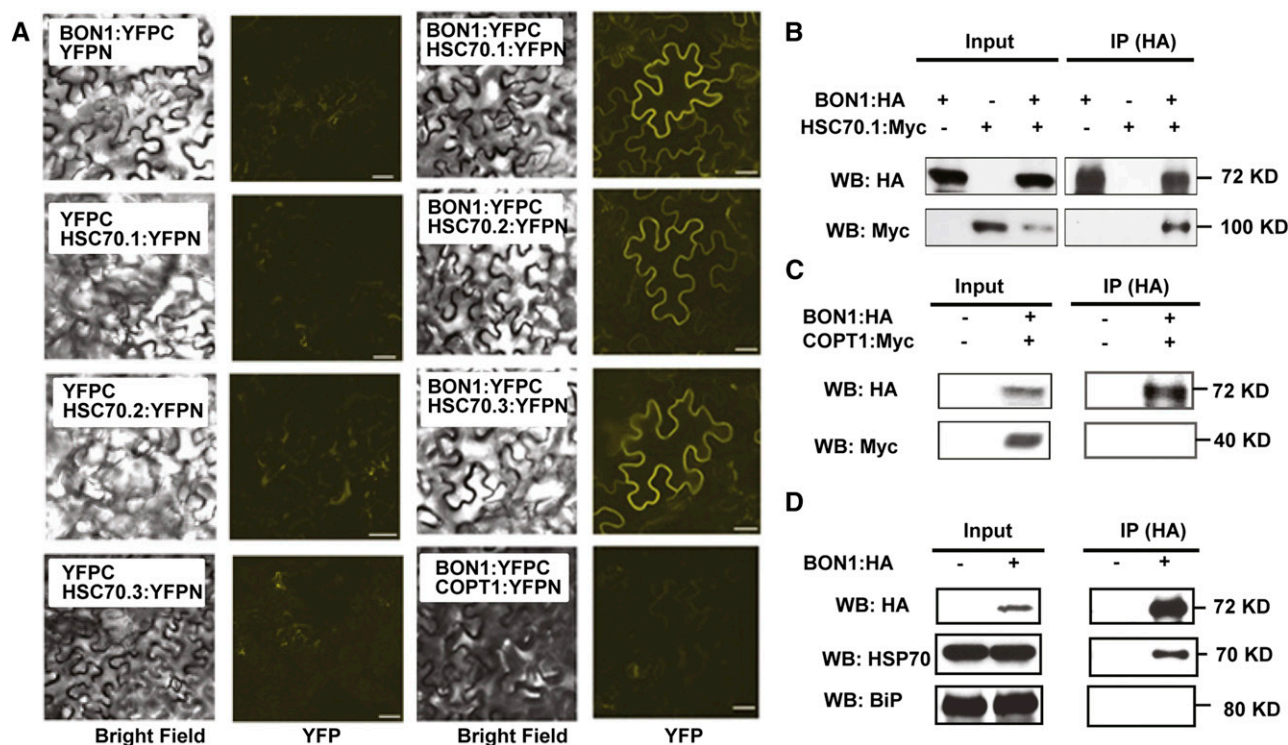 A
BON1:YFPC
YFPN
BON1:YFPC
HSC70.1:YFPN
YFPC
HSC70.1:YFPN
BON1:YFPC
HSC70.2:YFPN
YFPC
HSC70.2:YFPN
BON1:YFPC
HSC70.3:YFPN
YFPC
HSC70.3:YFPN
BON1:YFPC
COPT1:YFPN
Bright Field YFP Bright Field YFP
B
Input IP (HA)
BON1:HA + - + + - +
HSC70.1:Myc - + + - + +
WB: HA 72 KD
WB: Myc 100 KD
C
Input IP (HA)
BON1:HA - + - +
COPT1:Myc - + - +
WB: HA 72 KD
WB: Myc 40 KD
D
Input IP (HA)
BON1:HA - + - +
WB: HA 72 KD
WB: HSP70 70 KD
WB: BiP 80 KD